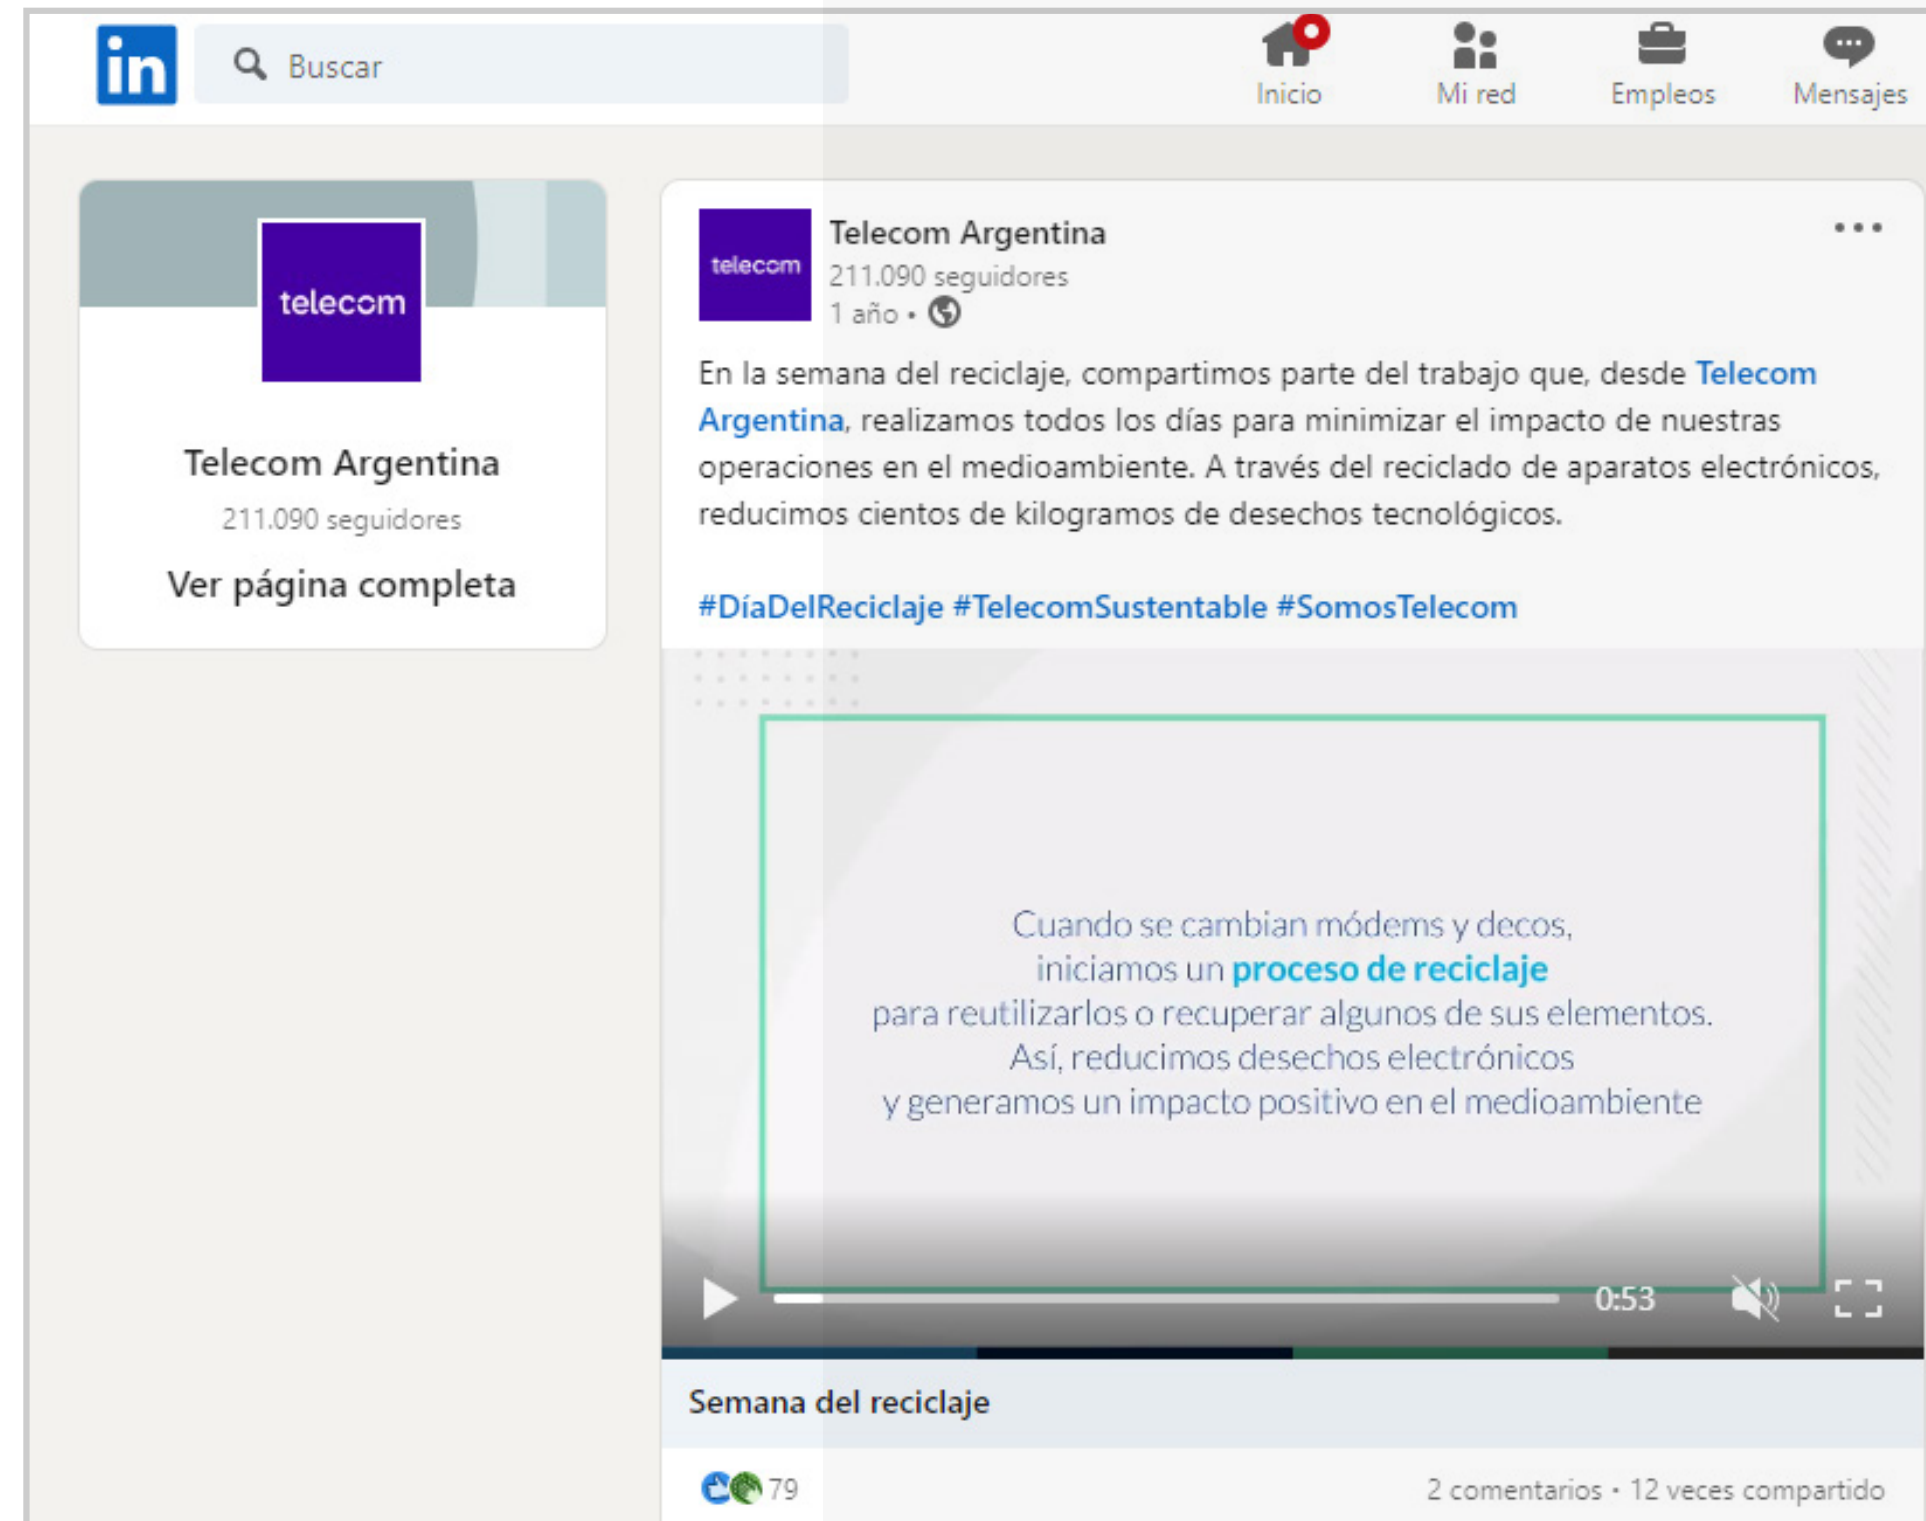 in
Buscar
Inicio
Mi red
Empleos
Mensajes
telecom
Telecom Argentina
211.090 seguidores
Ver página completa
telecom
Telecom Argentina
211.090 seguidores
1 año •
En la semana del reciclaje, compartimos parte del trabajo que, desde Telecom
Argentina, realizamos todos los días para minimizar el impacto de nuestras
operaciones en el medioambiente. A través del reciclado de aparatos electrónicos,
reducimos cientos de kilogramos de desechos tecnológicos.
#DíaDelReciclaje #TelecomSustentable #SomosTelecom
Cuando se cambian módems y decos,
iniciamos un proceso de reciclaje
para reutilizarlos o recuperar algunos de sus elementos.
Así, reducimos desechos electrónicos
y generamos un impacto positivo en el medioambiente
0:53
Semana del reciclaje
79
2 comentarios • 12 veces compartido